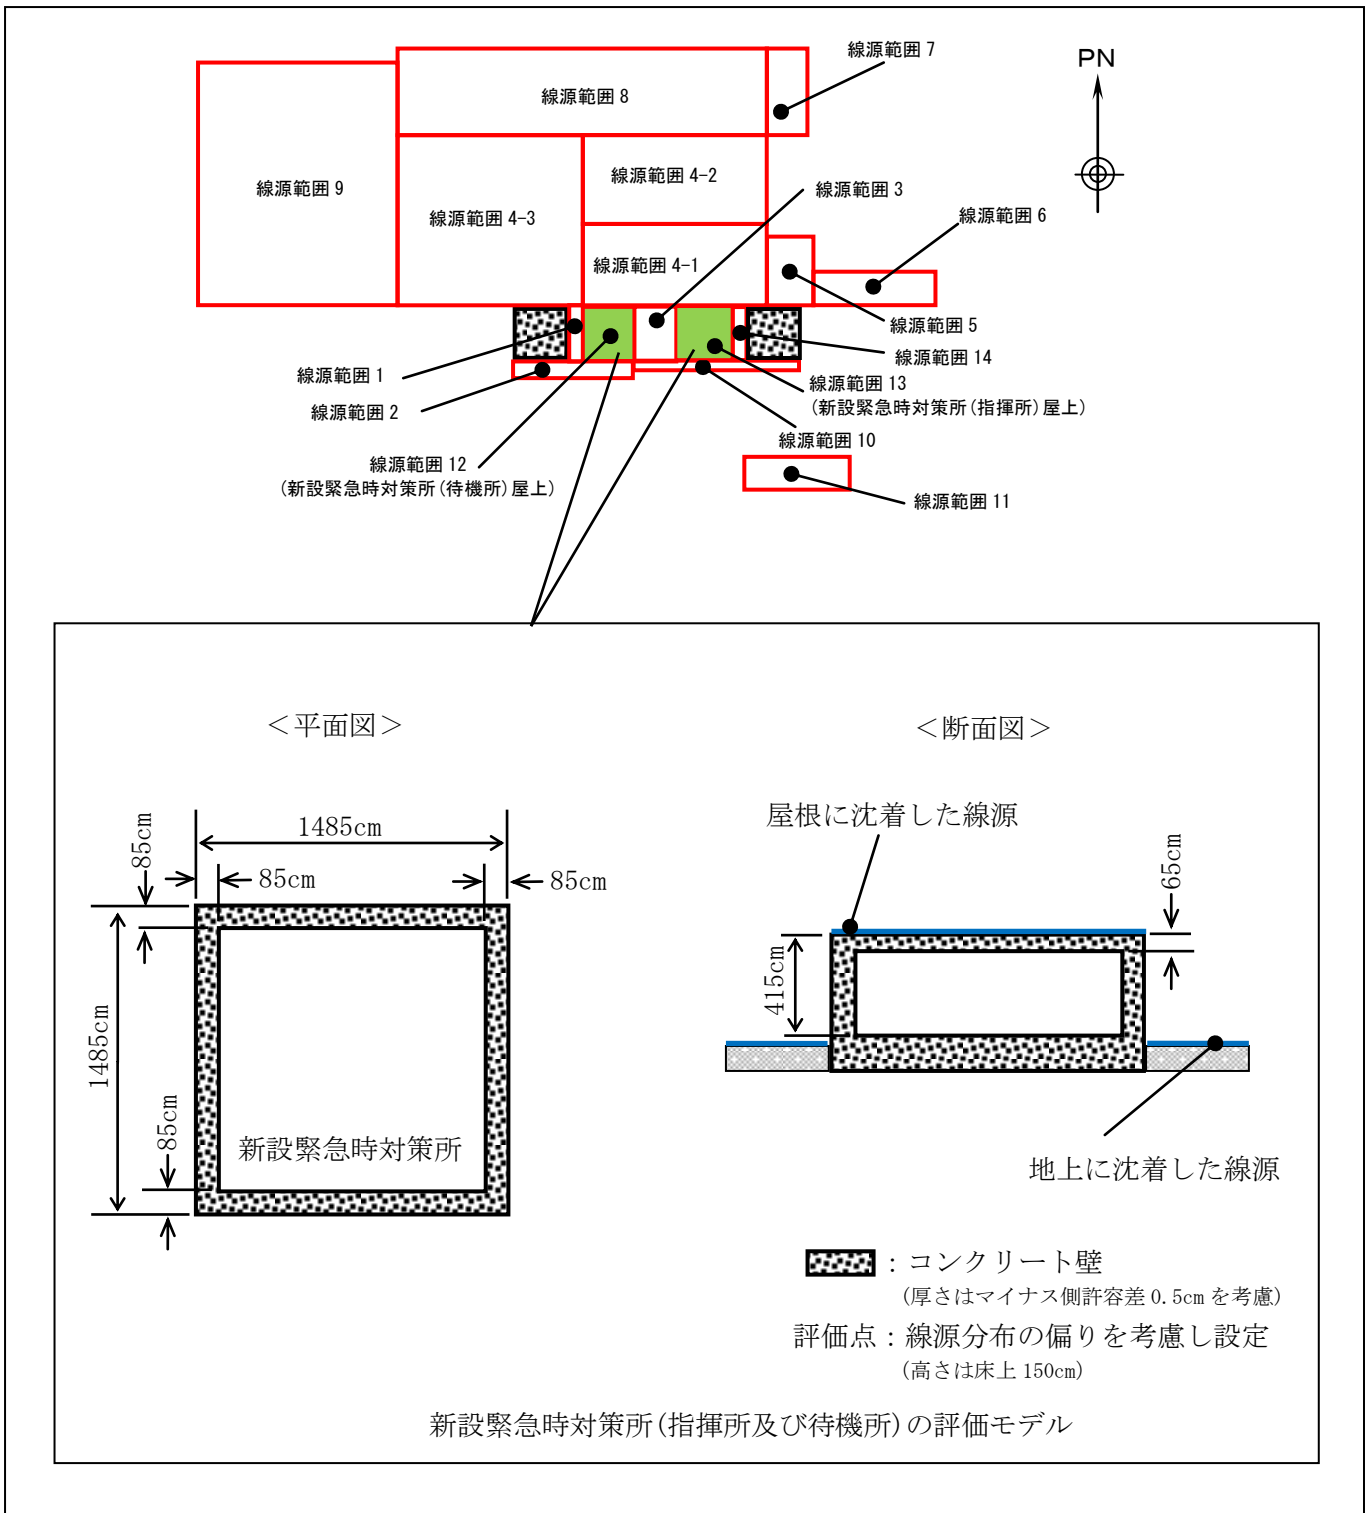 線源範囲 7
PN
線源範囲 8
線源範囲 9
線源範囲 4-2
線源範囲 3
線源範囲 4-3
線源範囲 6
線源範囲 4-1
線源範囲 5
線源範囲 14
線源範囲 1
線源範囲 13
(新設緊急時対策所(指揮所)屋上)
線源範囲 2
線源範囲 10
線源範囲 12
(新設緊急時対策所(待機所)屋上)
線源範囲 11
＜平面図＞
＜断面図＞
85cm
1485cm
85cm
85cm
1485cm
85cm
新設緊急時対策所
屋根に沈着した線源
65cm
415cm
地上に沈着した線源
：コンクリート壁
(厚さはマイナス側許容差 0.5cm を考慮)
評価点：線源分布の偏りを考慮し設定
(高さは床上 150cm)
新設緊急時対策所(指揮所及び待機所)の評価モデル